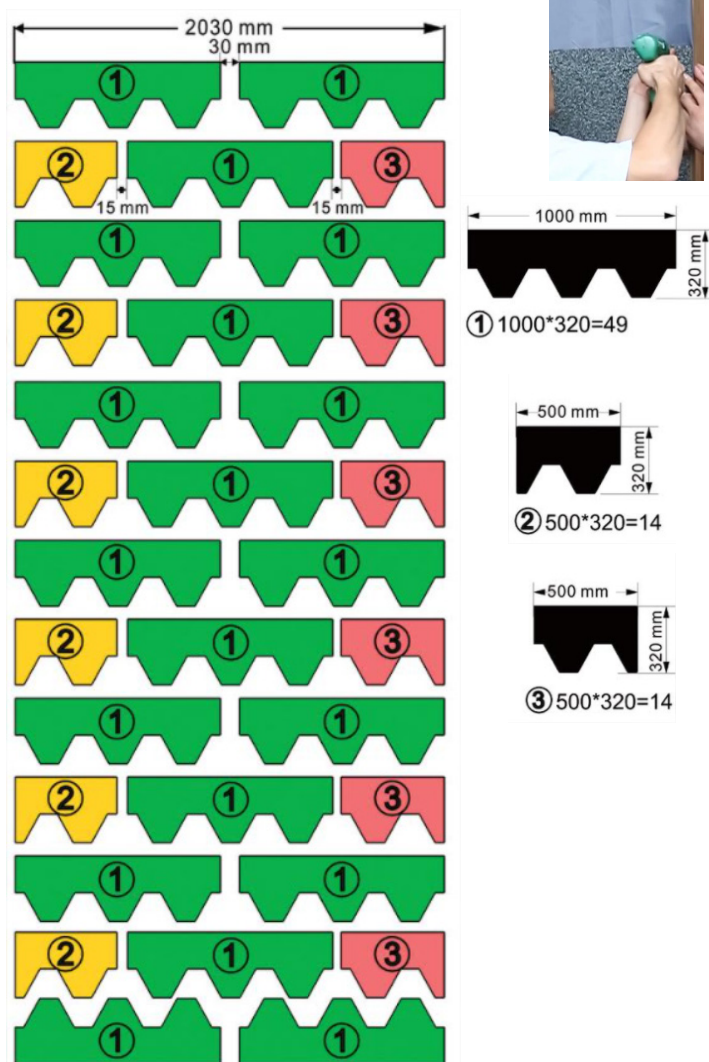 2030 mm
30 mm
① ①
② ① ③
15 mm 15 mm
① ①
② ① ③
① ①
② ① ③
① ①
② ① ③
① ①
② ① ③
① ①
② ① ③
① ①
1000 mm
320 mm
① 1000*320=49
500 mm
320 mm
② 500*320=14
500 mm
320 mm
③ 500*320=14